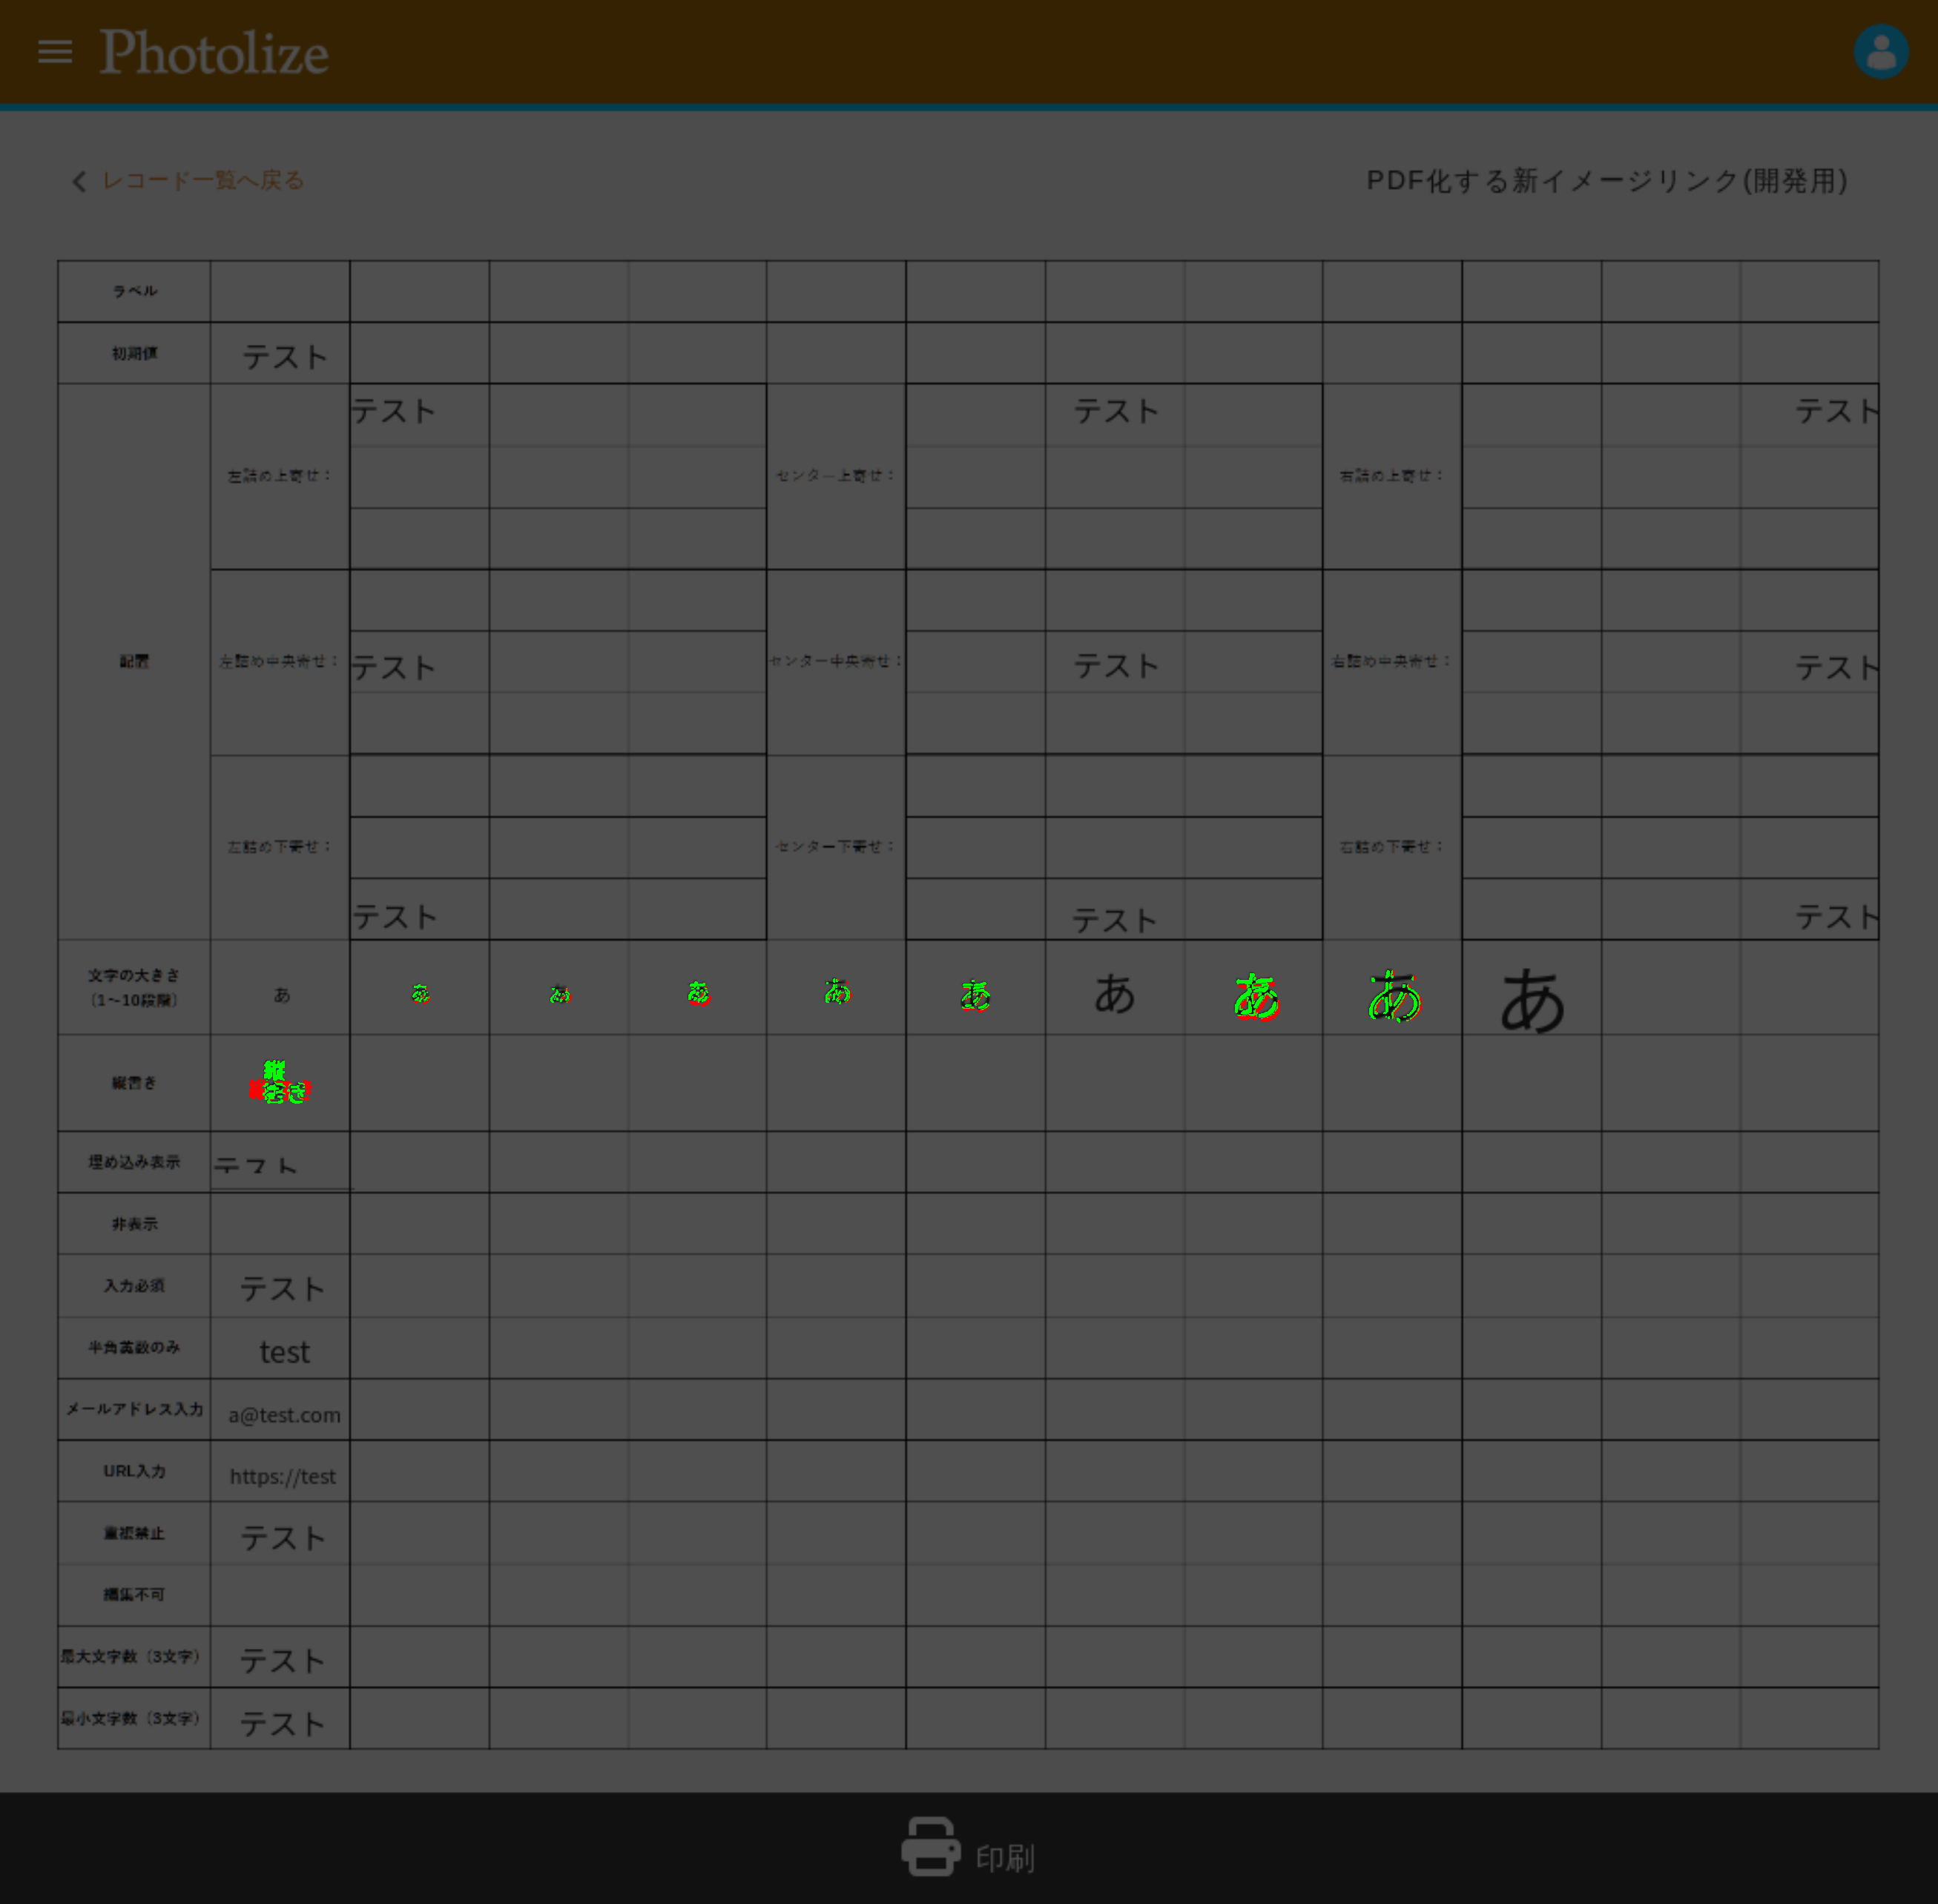 Photolize
レコード一覧へ戻る
PDF化する新イメージリンク(開発用)
ラベル
初期値 テスト
テスト テスト テスト
左詰め上寄せ： センター上寄せ： 右詰め上寄せ：
配置 左詰め中央寄せ： テスト センター中央寄せ： テスト 右詰め中央寄せ： テスト
左詰め下寄せ： センター下寄せ： 右詰め下寄せ：
テスト テスト テスト
文字の大きさ
（1〜10段階） あ あ あ あ あ あ あ あ あ あ
縦書き 縦
書き
埋め込み表示 テスト
非表示
入力必須 テスト
半角英数のみ test
メールアドレス入力 a@test.com
URL入力 https://test
重複禁止 テスト
編集不可
最大文字数（3文字） テスト
最小文字数（3文字） テスト
印刷